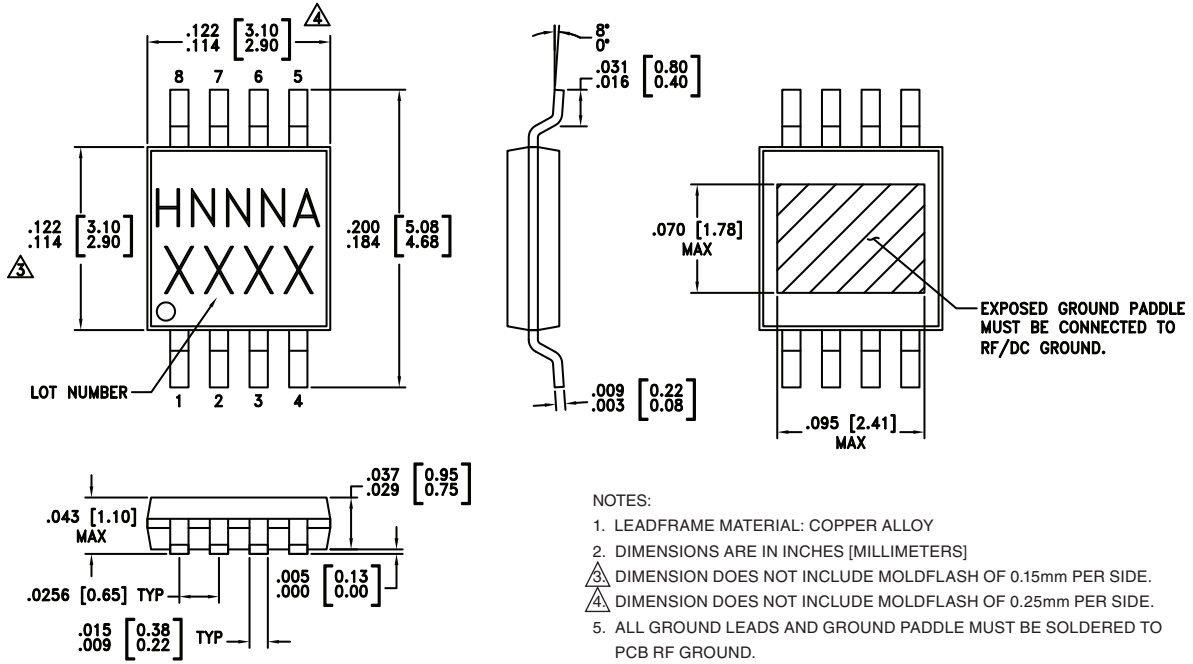 .122 [3.10]
.114 [2.90]
4
8 7 6 5
HNNNA
XXXX
.122 [3.10]
.114 [2.90]
3
.200 [5.08]
.184 [4.68]
LOT NUMBER
1 2 3 4
8°
0°
.031 [0.80]
.016 [0.40]
.009 [0.22]
.003 [0.08]
.070 [1.78]
MAX
EXPOSED GROUND PADDLE
MUST BE CONNECTED TO
RF/DC GROUND.
.095 [2.41]
MAX
.037 [0.95]
.029 [0.75]
.043 [1.10]
MAX
.005 [0.13]
.000 [0.00]
.0256 [0.65] TYP
.015 [0.38]
.009 [0.22]
TYP
NOTES:
1. LEADFRAME MATERIAL: COPPER ALLOY
2. DIMENSIONS ARE IN INCHES [MILLIMETERS]
3. DIMENSION DOES NOT INCLUDE MOLDFLASH OF 0.15mm PER SIDE.
4. DIMENSION DOES NOT INCLUDE MOLDFLASH OF 0.25mm PER SIDE.
5. ALL GROUND LEADS AND GROUND PADDLE MUST BE SOLDERED TO
PCB RF GROUND.